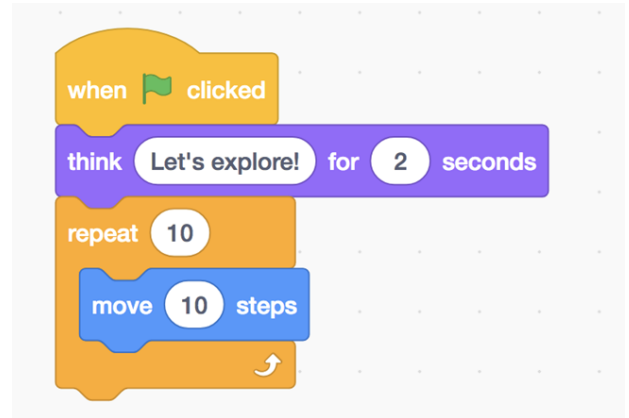 when clicked
think Let's explore! for 2 seconds
repeat 10
move 10 steps